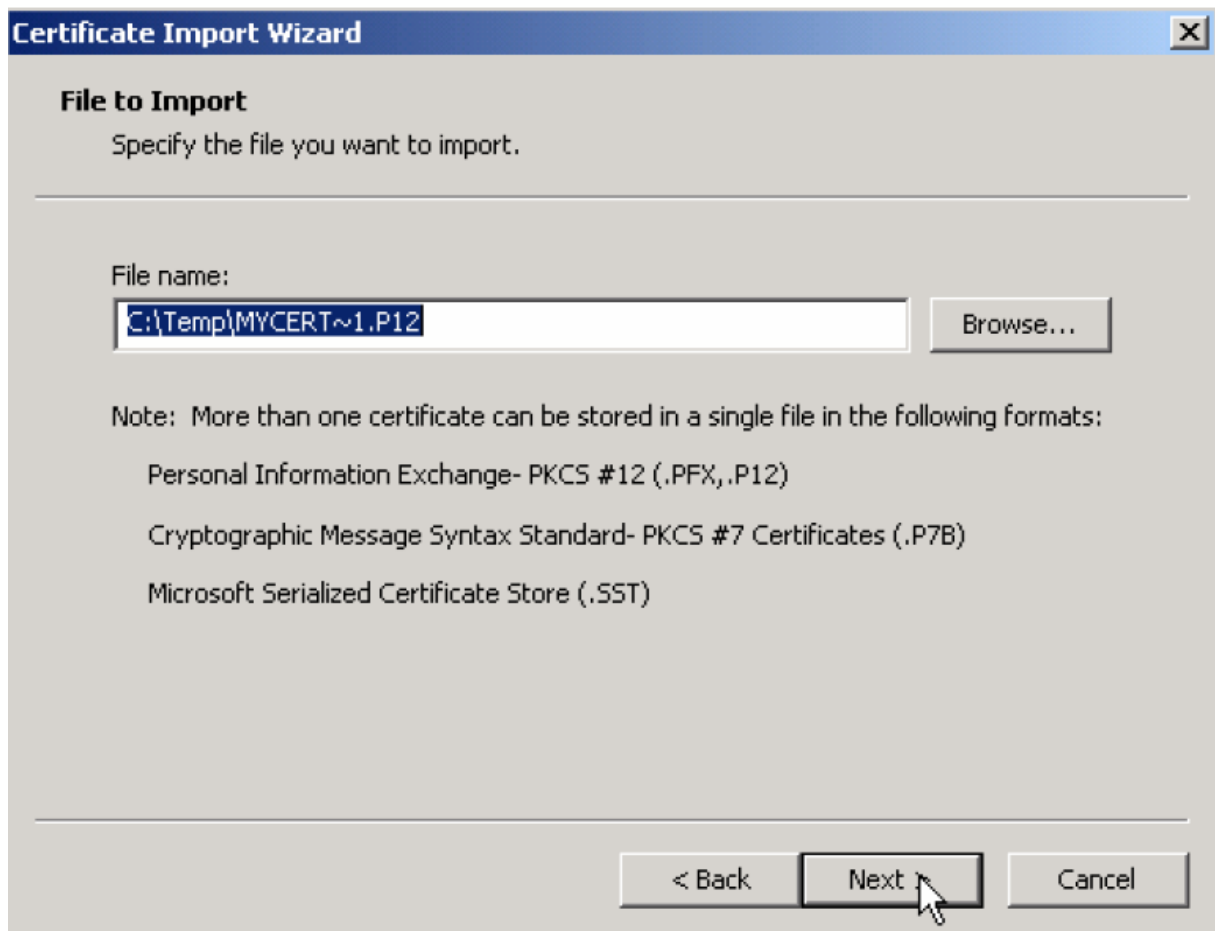 Certificate Import Wizard
File to Import
Specify the file you want to import.
File name:
C:\Temp\MYCERT~1.P12
Browse...
Note:  More than one certificate can be stored in a single file in the following formats:
Personal Information Exchange- PKCS #12 (.PFX,.P12)
Cryptographic Message Syntax Standard- PKCS #7 Certificates (.P7B)
Microsoft Serialized Certificate Store (.SST)
< Back
Next >
Cancel